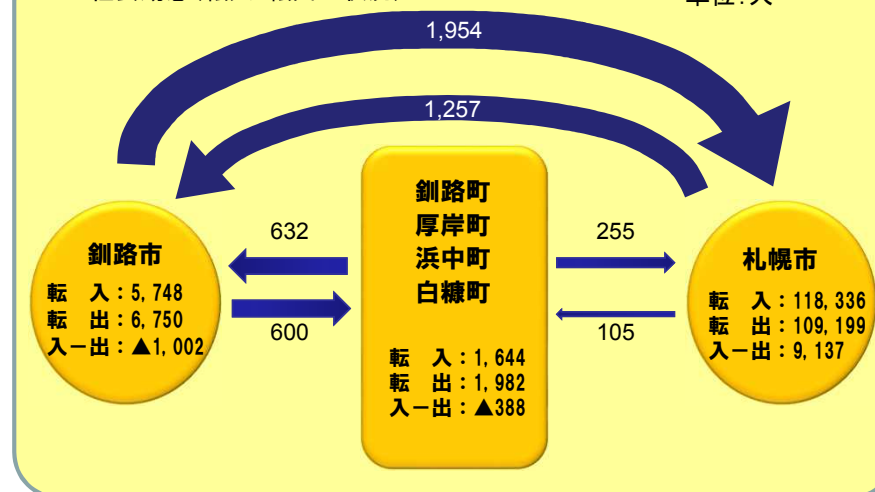 1,954
1,257
釧路町
厚岸町
浜中町
白糠町
632
255
釧路市
札幌市
転　入：5,748
転　出：6,750
入－出：▲1,002
600
105
転　入：118,336
転　出：109,199
入－出：9,137
転　入：1,644
転　出：1,982
入－出：▲388